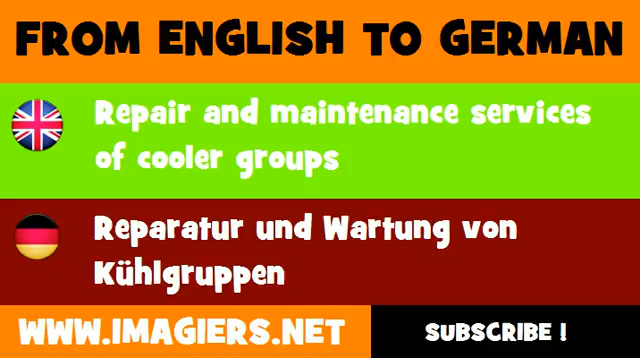 FROM ENGLISH TO GERMAN
Repair and maintenance services
of cooler groups
Reparatur und Wartung von
Kühlgruppen
WWW.IMAGIERS.NET
SUBSCRIBE !